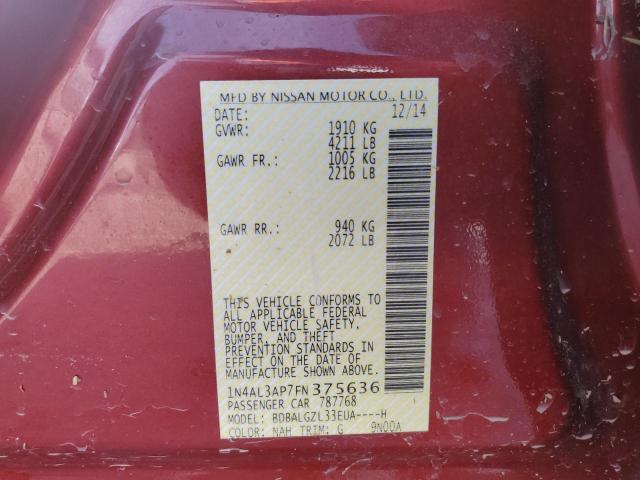 MFD BY NISSAN MOTOR CO., LTD.
DATE: 12/14
GVWR: 1910 KG
4211 LB
GAWR FR: 1005 KG
2216 LB
GAWR RR: 940 KG
2072 LB
THIS VEHICLE CONFORMS TO
ALL APPLICABLE FEDERAL
MOTOR VEHICLE SAFETY,
BUMPER, AND THEFT
PREVENTION STANDARDS IN
EFFECT ON THE DATE OF
MANUFACTURE SHOWN ABOVE.
1N4AL3AP7FN375636
PASSENGER CAR 787768
MODEL: BDBALGZL33EUA----H
COLOR: NAH TRIM: G 9N00A